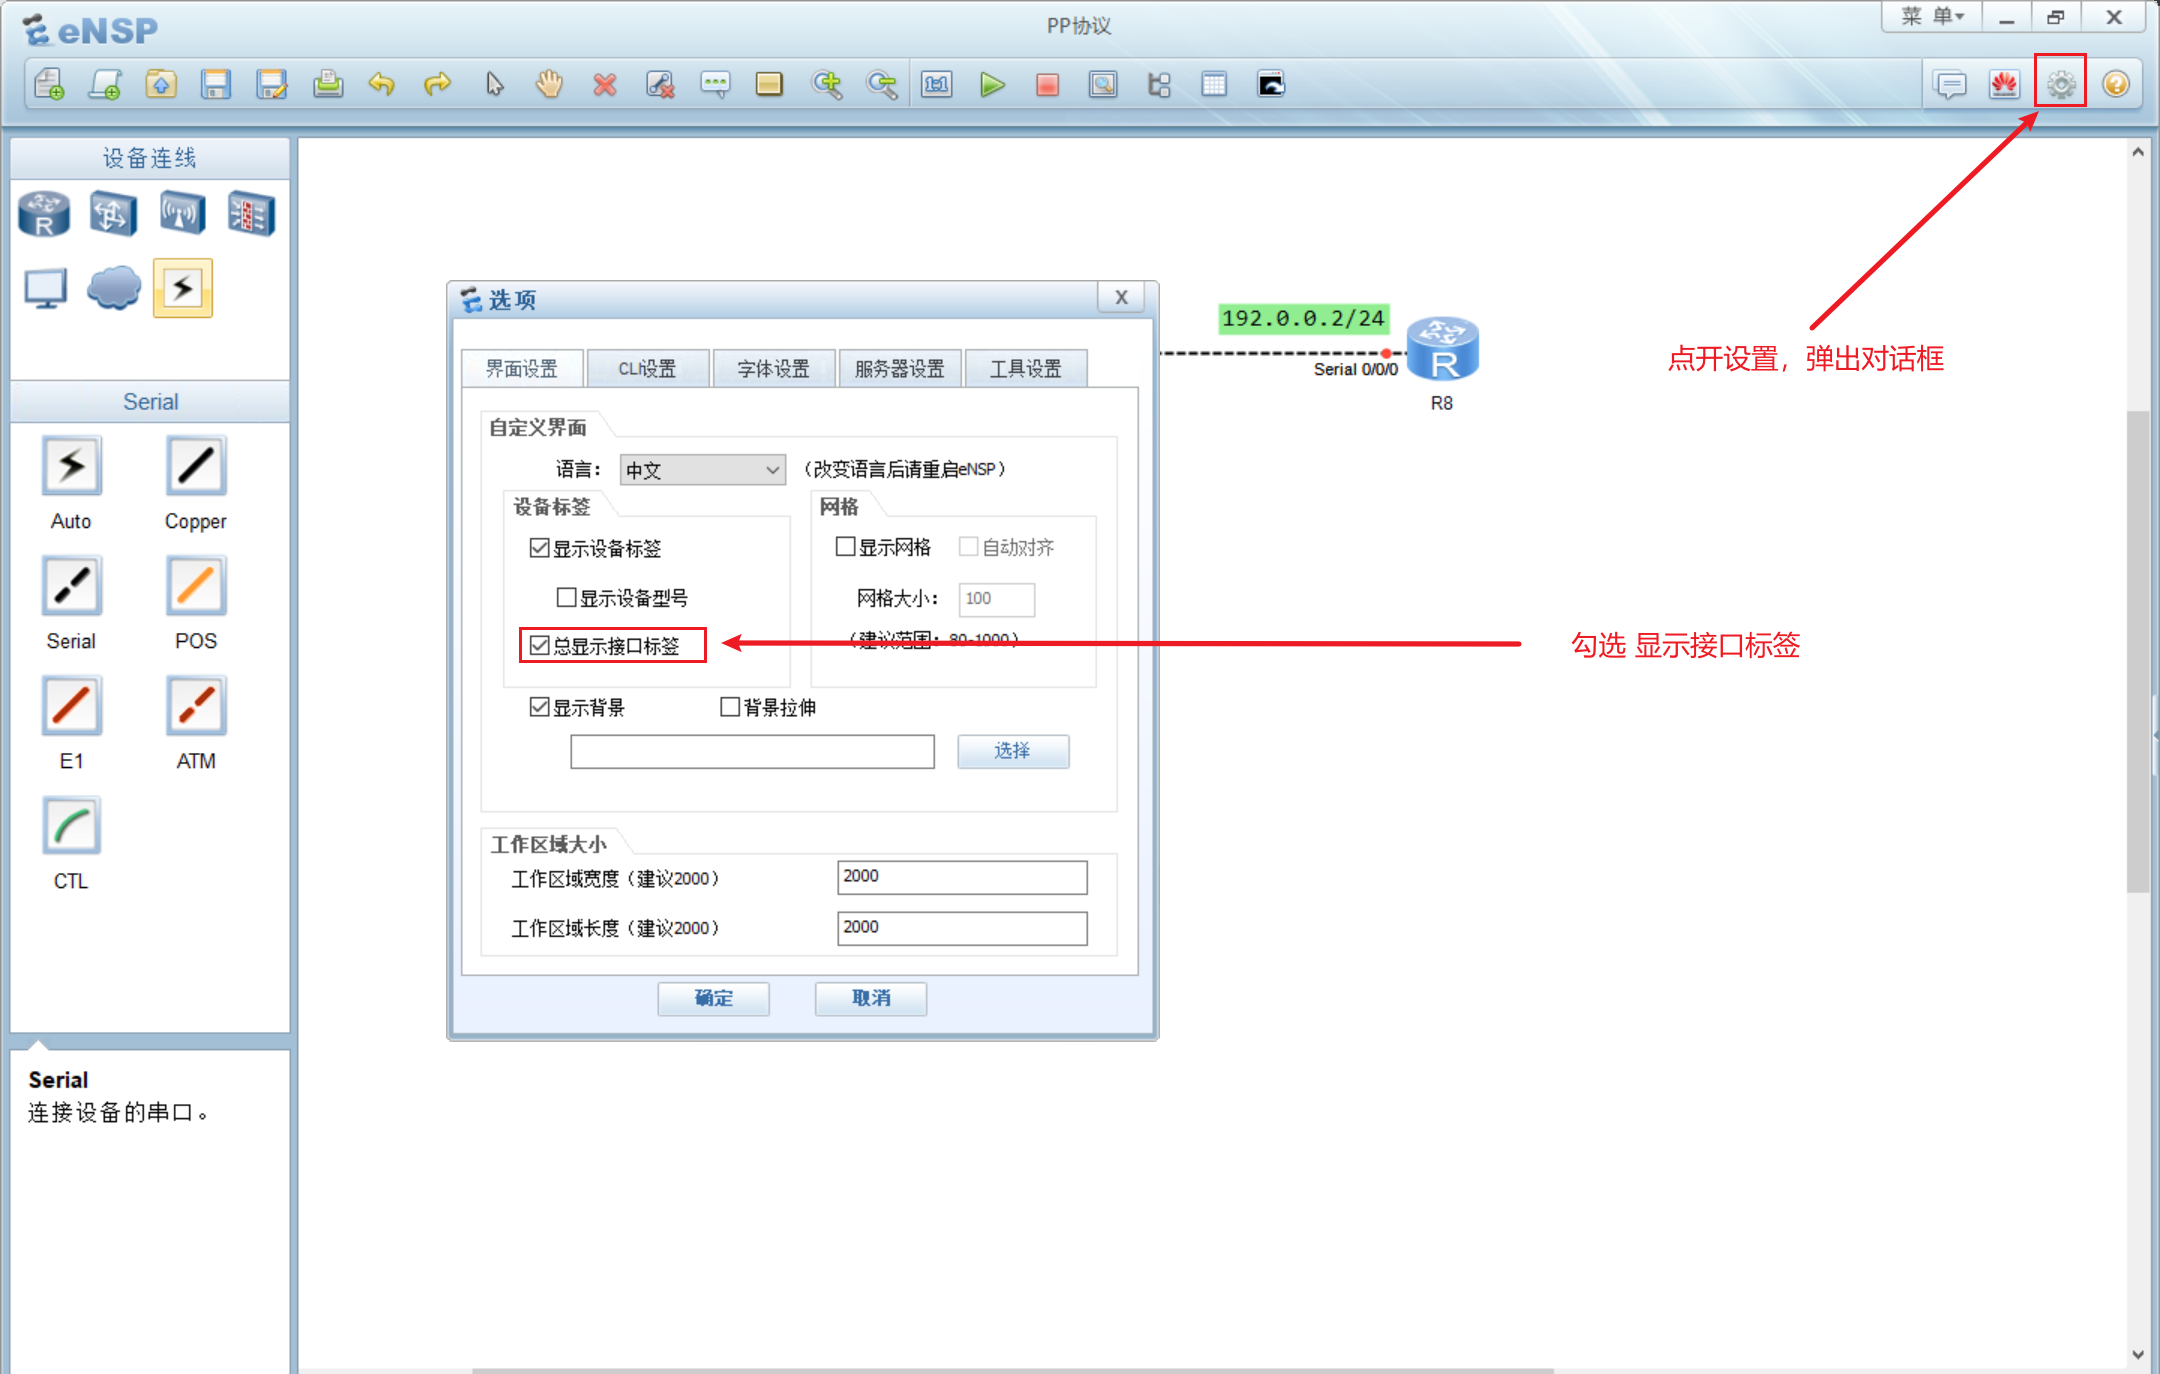 eNSP
PP协议
菜 单
1:1
设备连线
R
Serial
Auto
Copper
Serial
POS
E1
ATM
CTL
Serial
连接设备的串口。
选项
X
界面设置
CLI设置
字体设置
服务器设置
工具设置
自定义界面
语言：
中文
（改变语言后请重启eNSP）
设备标签
显示设备标签
显示设备型号
总显示接口标签
网格
显示网格
自动对齐
网格大小：
100
（建议范围：80-1000）
显示背景
背景拉伸
选择
工作区域大小
工作区域宽度（建议2000）
2000
工作区域长度（建议2000）
2000
确定
取消
192.0.0.2/24
Serial 0/0/0
R
R8
点开设置，弹出对话框
勾选 显示接口标签